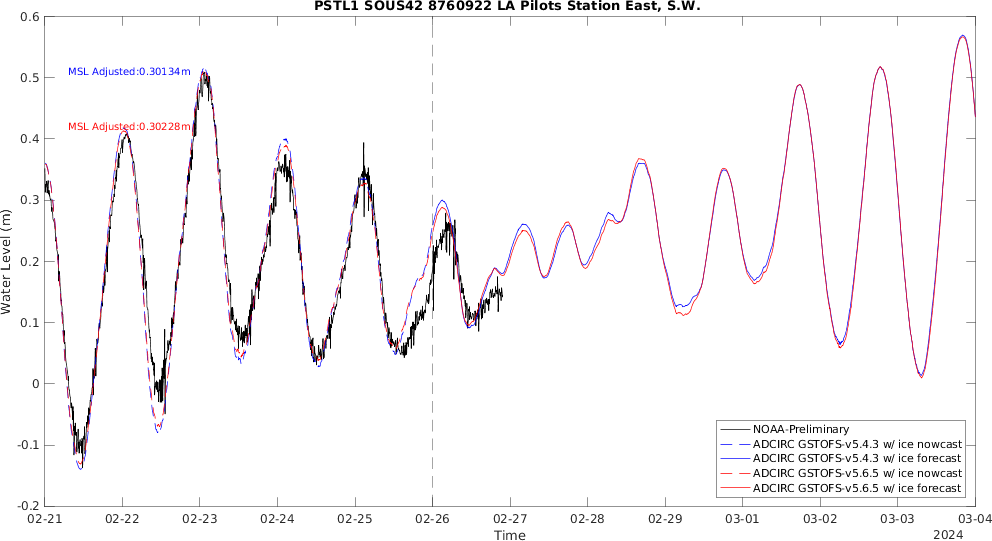 PSTL1 SOUS42 8760922 LA Pilots Station East, S.W.
0.6
0.5
0.4
0.3
0.2
0.1
0
-0.1
-0.2
Water Level (m)
MSL Adjusted:0.30134m
MSL Adjusted:0.30228m
NOAA-Preliminary
ADCIRC GSTOFS-v5.4.3 w/ ice nowcast
ADCIRC GSTOFS-v5.4.3 w/ ice forecast
ADCIRC GSTOFS-v5.6.5 w/ ice nowcast
ADCIRC GSTOFS-v5.6.5 w/ ice forecast
02-21 02-22 02-23 02-24 02-25 02-26 02-27 02-28 02-29 03-01 03-02 03-03 03-04
Time
2024